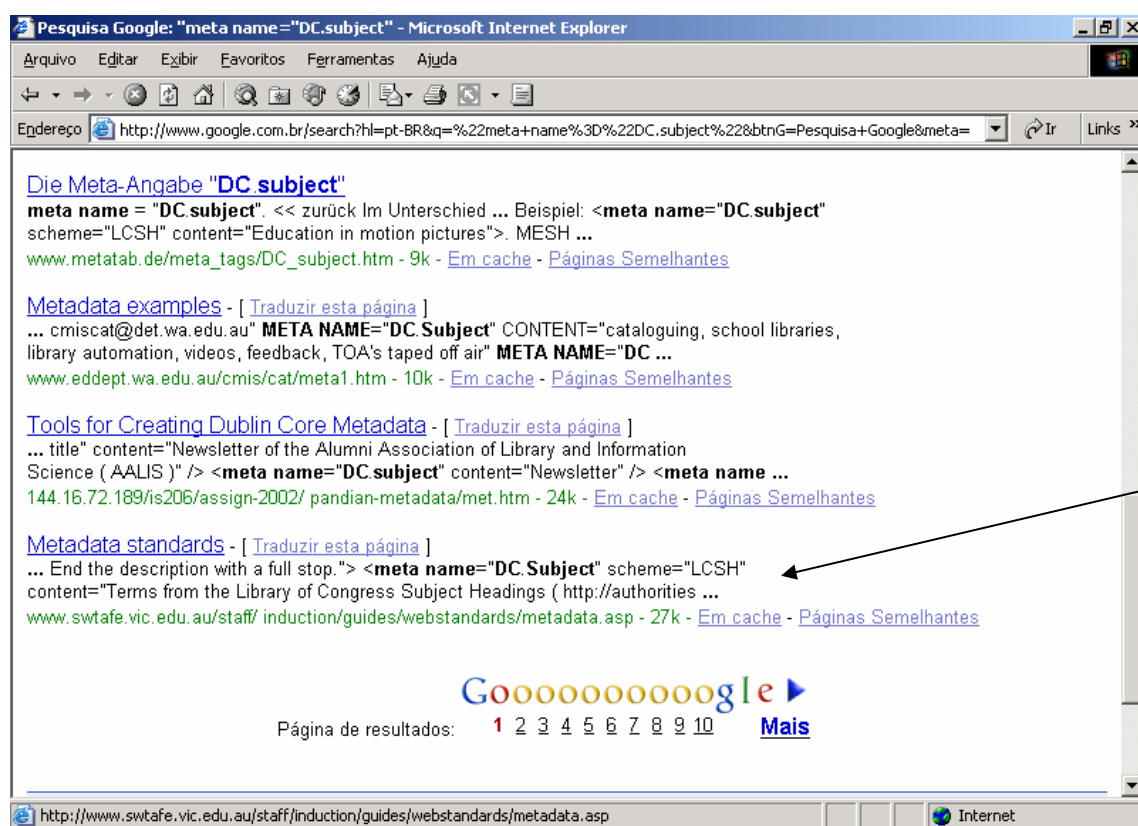 Pesquisa Google: "meta name="DC.subject" - Microsoft Internet Explorer
Arquivo Editar Exibir Favoritos Ferramentas Ajuda
Endereço http://www.google.com.br/search?hl=pt-BR&q=%22meta+name%3D%22DC.subject%22&btnG=Pesquisa+Google&meta= Ir Links »
Die Meta-Angabe "DC.subject"
meta name = "DC.subject". << zurück Im Unterschied ... Beispiel: <meta name="DC.subject"
scheme="LCSH" content="Education in motion pictures">. MESH ...
www.metatab.de/meta_tags/DC_subject.htm - 9k - Em cache - Páginas Semelhantes
Metadata examples - [ Traduzir esta página ]
... cmiscat@det.wa.edu.au" META NAME="DC.Subject" CONTENT="cataloguing, school libraries,
library automation, videos, feedback, TOA's taped off air" META NAME="DC ...
www.eddept.wa.edu.au/cmis/cat/meta1.htm - 10k - Em cache - Páginas Semelhantes
Tools for Creating Dublin Core Metadata - [ Traduzir esta página ]
... title" content="Newsletter of the Alumni Association of Library and Information
Science ( AALIS )" /> <meta name="DC.subject" content="Newsletter" /> <meta name ...
144.16.72.189/is206/assign-2002/ pandian-metadata/met.htm - 24k - Em cache - Páginas Semelhantes
Metadata standards - [ Traduzir esta página ]
... End the description with a full stop."> <meta name="DC.Subject" scheme="LCSH"
content="Terms from the Library of Congress Subject Headings ( http://authorities ...
www.swtafe.vic.edu.au/staff/ induction/guides/webstandards/metadata.asp - 27k - Em cache - Páginas Semelhantes
Goooooooooogle
Página de resultados: 1 2 3 4 5 6 7 8 9 10 Mais
http://www.swtafe.vic.edu.au/staff/induction/guides/webstandards/metadata.asp Internet